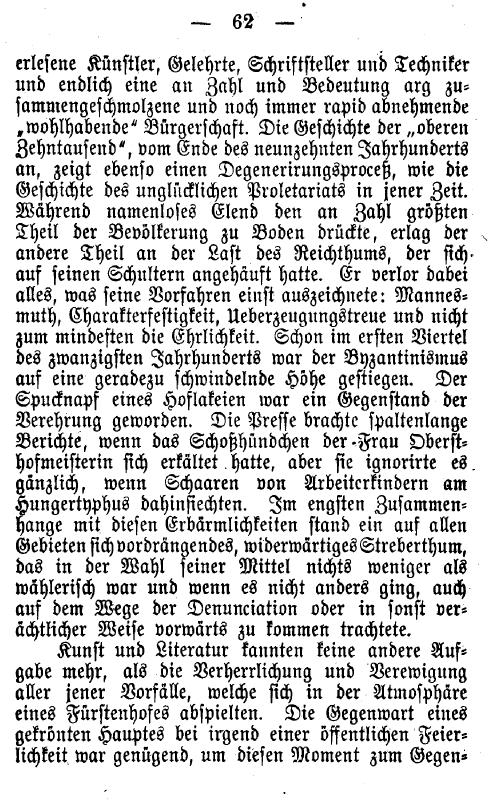 — 62 —
erlesene Künstler, Gelehrte, Schriftsteller und Techniker
und endlich eine an Zahl und Bedeutung arg zu-
sammengeschmolzene und noch immer rapid abnehmende
„wohlhabende“ Bürgerschaft. Die Geschichte der „oberen
Zehntausend“, vom Ende des neunzehnten Jahrhunderts
an, zeigt ebenso einen Degenerirungsproceß, wie die
Geschichte des unglücklichen Proletariats in jener Zeit.
Während namenloses Elend den an Zahl größten
Theil der Bevölkerung zu Boden drückte, erlag der
andere Theil an der Last des Reichthums, der sich
auf seinen Schultern angehäuft hatte. Er verlor dabei
alles, was seine Vorfahren einst auszeichnete: Mannes-
muth, Charakterfestigkeit, Ueberzeugungstreue und nicht
zum mindesten die Ehrlichkeit. Schon im ersten Viertel
des zwanzigsten Jahrhunderts war der Byzantinismus
auf eine geradezu schwindelnde Höhe gestiegen. Der
Spucknapf eines Hoflakeien war ein Gegenstand der
Verehrung geworden. Die Presse brachte spaltenlange
Berichte, wenn das Schoßhündchen der Frau Oberst-
hofmeisterin sich erkältet hatte, aber sie ignorirte es
gänzlich, wenn Schaaren von Arbeiterkindern am
Hungertyphus dahinsiechten. Im engsten Zusammen-
hange mit diesen Erbärmlichkeiten stand ein auf allen
Gebieten sich vordrängendes, widerwärtiges Streberthum,
das in der Wahl seiner Mittel nichts weniger als
wählerisch war und wenn es nicht anders ging, auch
auf dem Wege der Denunciation oder in sonst ver-
ächtlicher Weise vorwärts zu kommen trachtete.
Kunst und Literatur kannten keine andere Auf-
gabe mehr, als die Verherrlichung und Verewigung
aller jener Vorfälle, welche sich in der Atmosphäre
eines Fürstenhofes abspielten. Die Gegenwart eines
gekrönten Hauptes bei irgend einer öffentlichen Feier-
lichkeit war genügend, um diesen Moment zum Gegen-